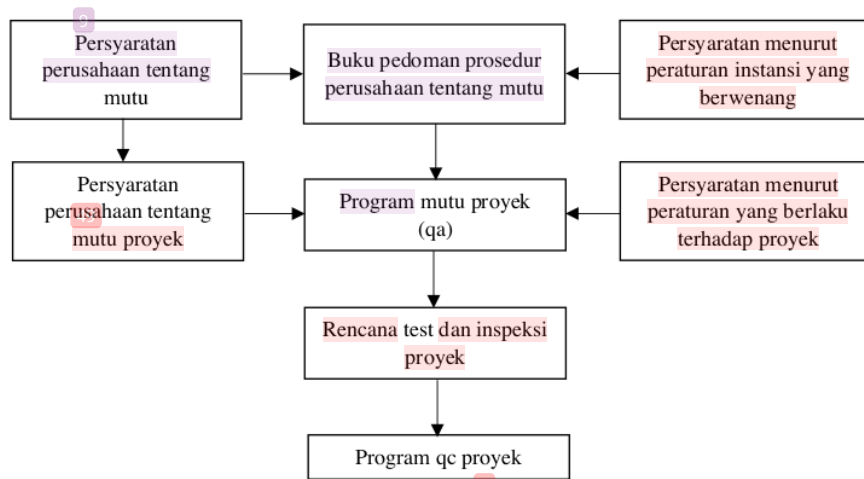 9
Persyaratan
perusahaan tentang
mutu
Buku pedoman prosedur
perusahaan tentang mutu
Persyaratan menurut
peraturan instansi yang
berwenang
Persyaratan
perusahaan tentang
mutu proyek
Program mutu proyek
(qa)
Persyaratan menurut
peraturan yang berlaku
terhadap proyek
Rencana test dan inspeksi
proyek
Program qc proyek